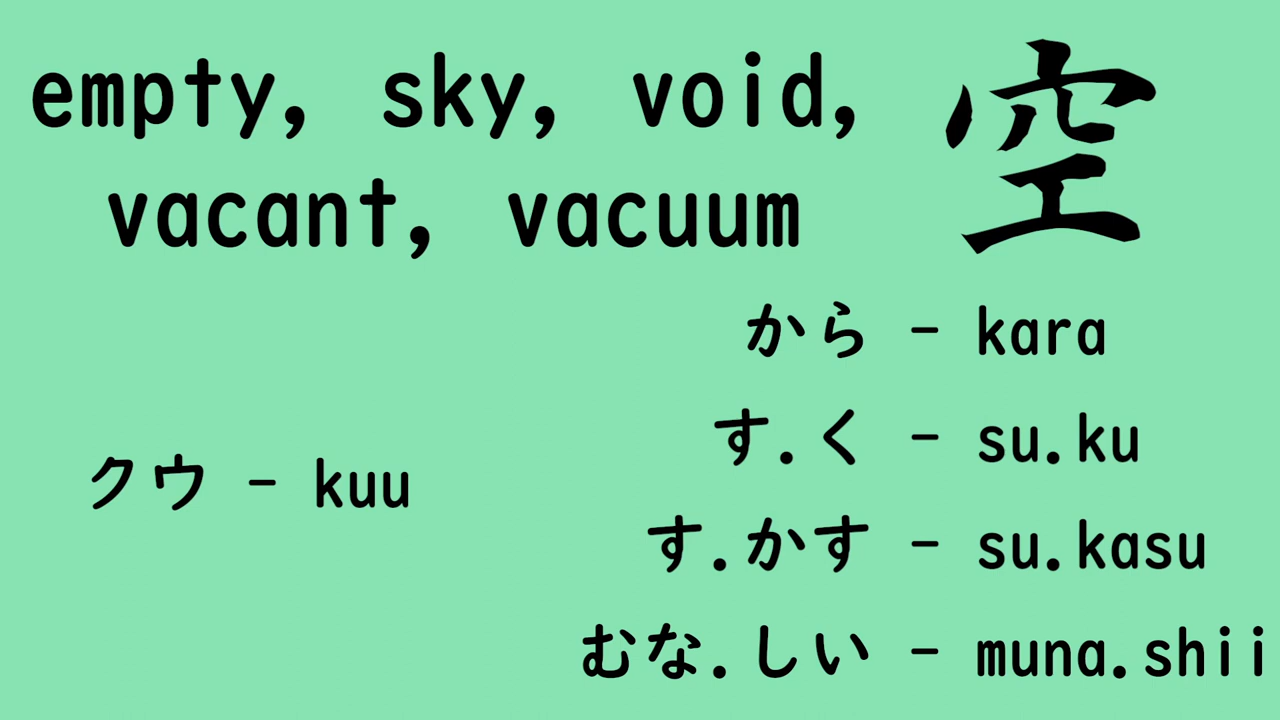 empty, sky, void,
vacant, vacuum
空
クウ - kuu
から - kara
す.く - su.ku
す.かす - su.kasu
むな.しい - muna.shii